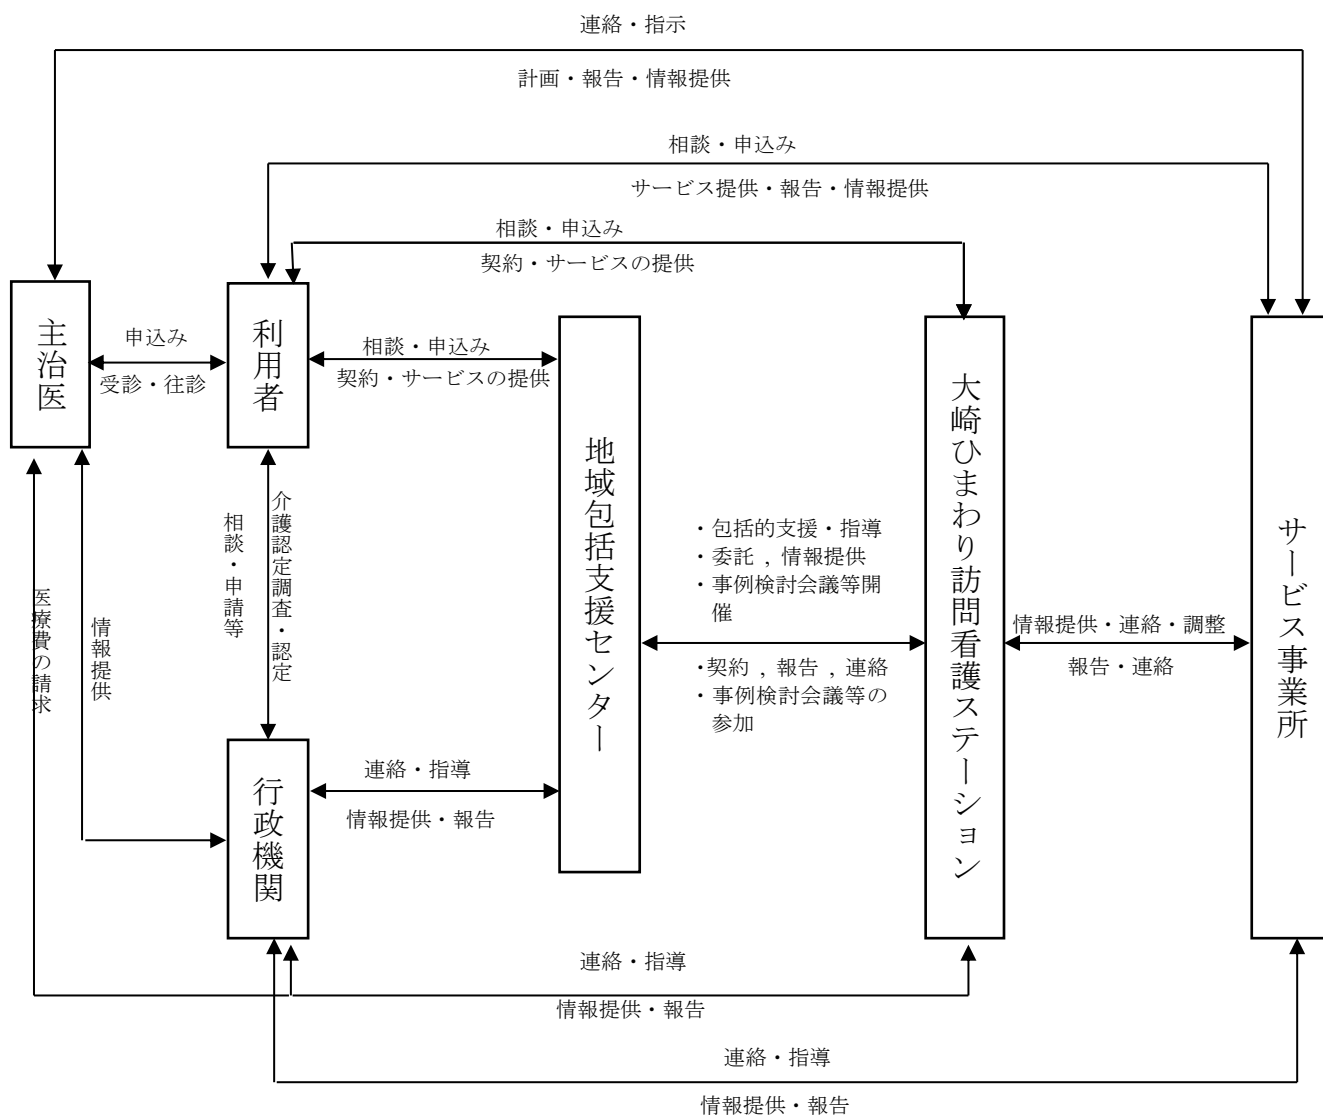 連絡・指示
計画・報告・情報提供
相談・申込み
サービス提供・報告・情報提供
相談・申込み
契約・サービスの提供
主治医
申込み
受診・往診
利用者
相談・申込み
契約・サービスの提供
地域包括支援センター
大崎ひまわり訪問看護ステーション
サービス事業所
・包括的支援・指導
・委託，情報提供
・事例検討会議等開
催
・契約，報告，連絡
・事例検討会議等の
参加
情報提供・連絡・調整
報告・連絡
医療費の請求
情報提供
相談・申請等
介護認定調査・認定
行政機関
連絡・指導
情報提供・報告
連絡・指導
情報提供・報告
連絡・指導
情報提供・報告